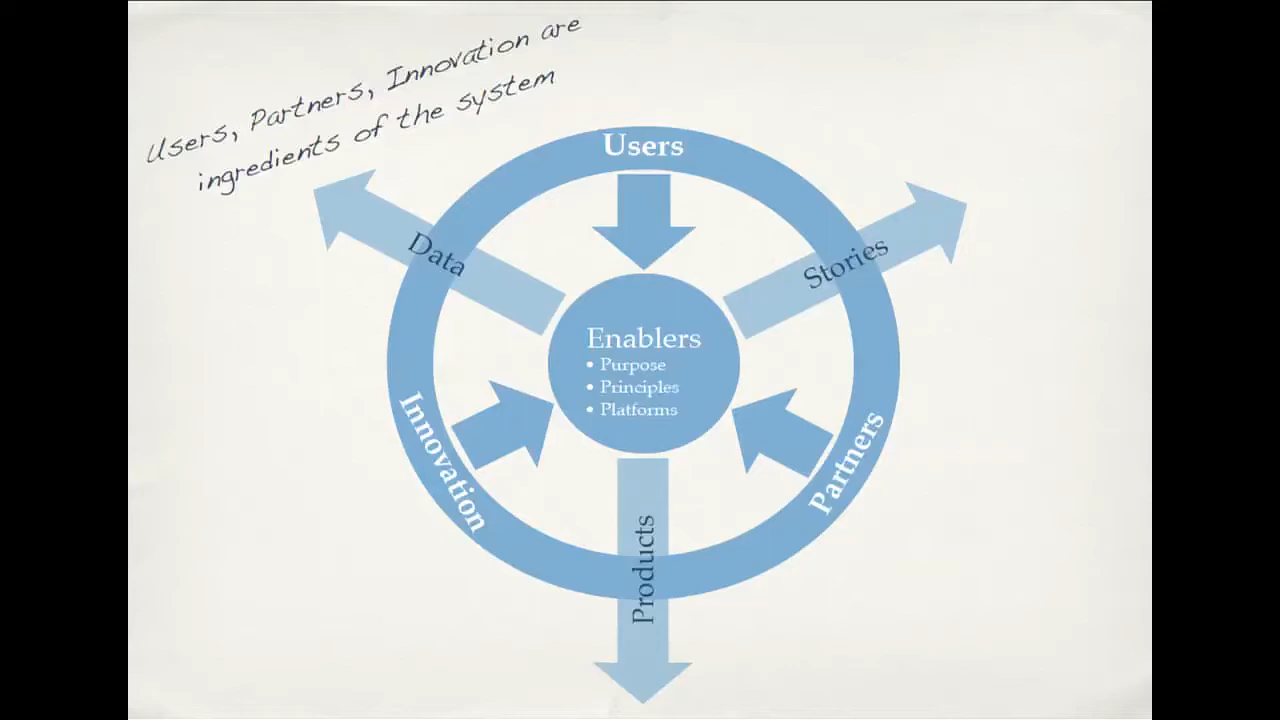 Users, Partners, Innovation are
ingredients of the system
Users
Data
Stories
Enablers
• Purpose
• Principles
• Platforms
Innovation
Partners
Products